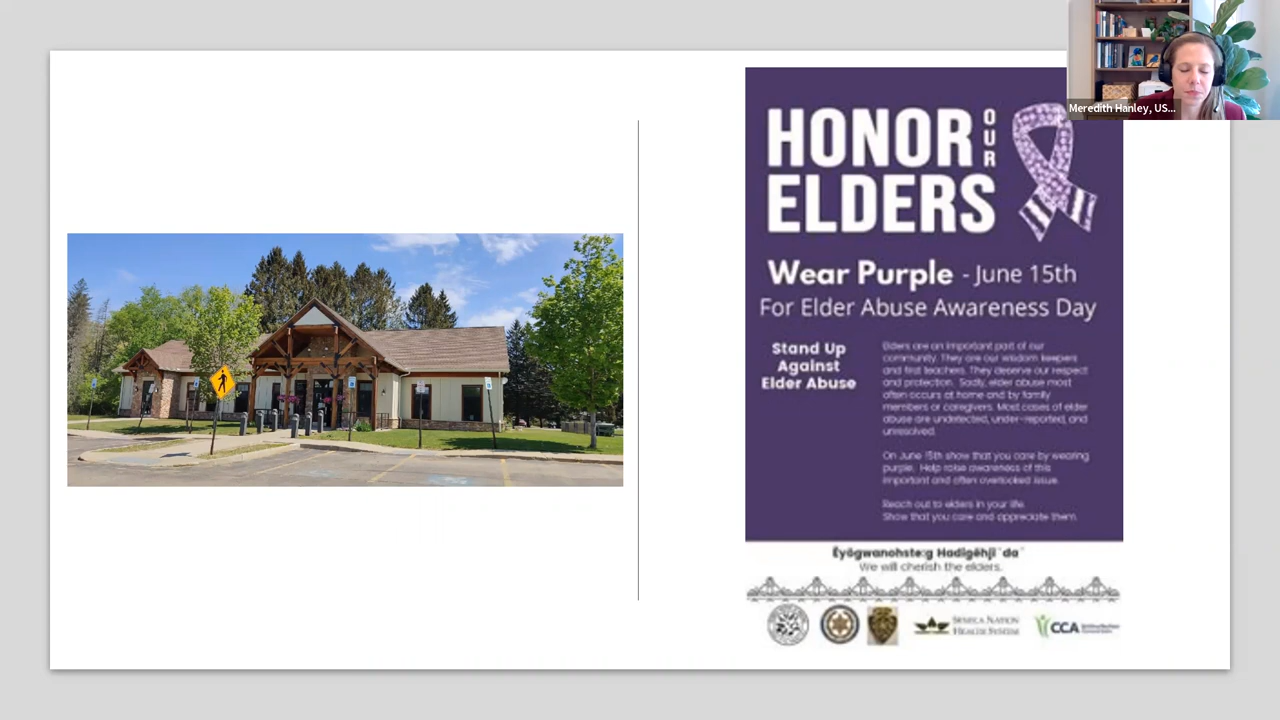 Meredith Hanley, US...
HONOR OUR
ELDERS
Wear Purple - June 15th
For Elder Abuse Awareness Day
Stand Up
Against
Elder Abuse
Elders are an important part of our
community. They are our wisdom keepers
and first teachers. They deserve our respect
and protection. Sadly, elder abuse most
often occurs at home and by family
members or caregivers. Most cases of elder
abuse are undetected, under-reported, and
unresolved.
On June 15th show that you care by wearing
purple. Help raise awareness of this
important and often overlooked issue.
Reach out to elders in your life.
Show that you care and appreciate them.
We will cherish the elders.
SENECA NATION
HEALTH SYSTEM
CCA